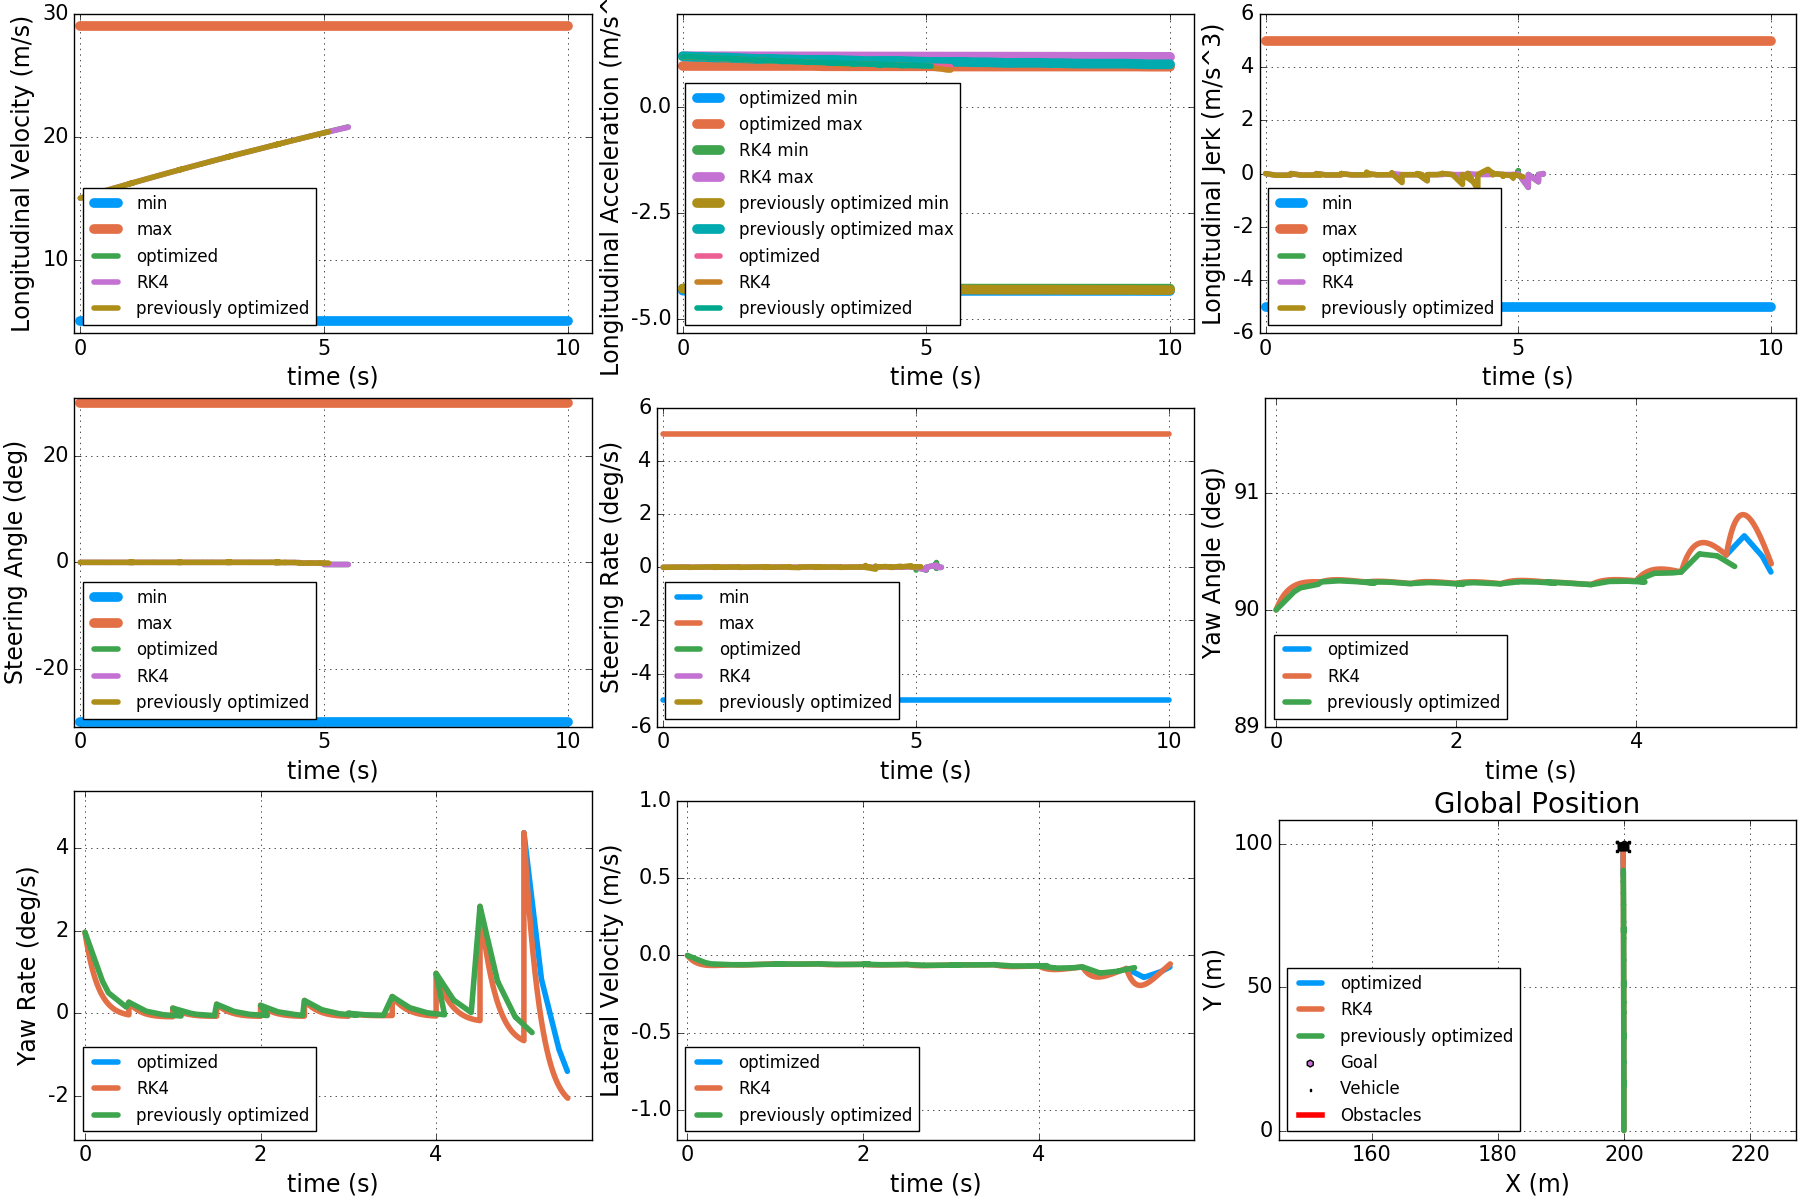 30
20
10
0
5
10
Longitudinal Velocity (m/s)
time (s)
min
max
optimized
RK4
previously optimized
0.0
-2.5
-5.0
0
5
10
Longitudinal Acceleration (m/s^
time (s)
optimized min
optimized max
RK4 min
RK4 max
previously optimized min
previously optimized max
optimized
RK4
previously optimized
6
4
2
0
-2
-4
-6
0
5
10
Longitudinal Jerk (m/s^3)
time (s)
min
max
optimized
RK4
previously optimized
20
0
-20
0
5
10
Steering Angle (deg)
time (s)
min
max
optimized
RK4
previously optimized
6
4
2
0
-2
-4
-6
0
5
10
Steering Rate (deg/s)
time (s)
min
max
optimized
RK4
previously optimized
91
90
89
0
2
4
Yaw Angle (deg)
time (s)
optimized
RK4
previously optimized
4
2
0
-2
0
2
4
Yaw Rate (deg/s)
time (s)
optimized
RK4
previously optimized
1.0
0.5
0.0
-0.5
-1.0
0
2
4
Lateral Velocity (m/s)
time (s)
optimized
RK4
previously optimized
Global Position
100
50
0
160
180
200
220
Y (m)
X (m)
optimized
RK4
previously optimized
Goal
Vehicle
Obstacles